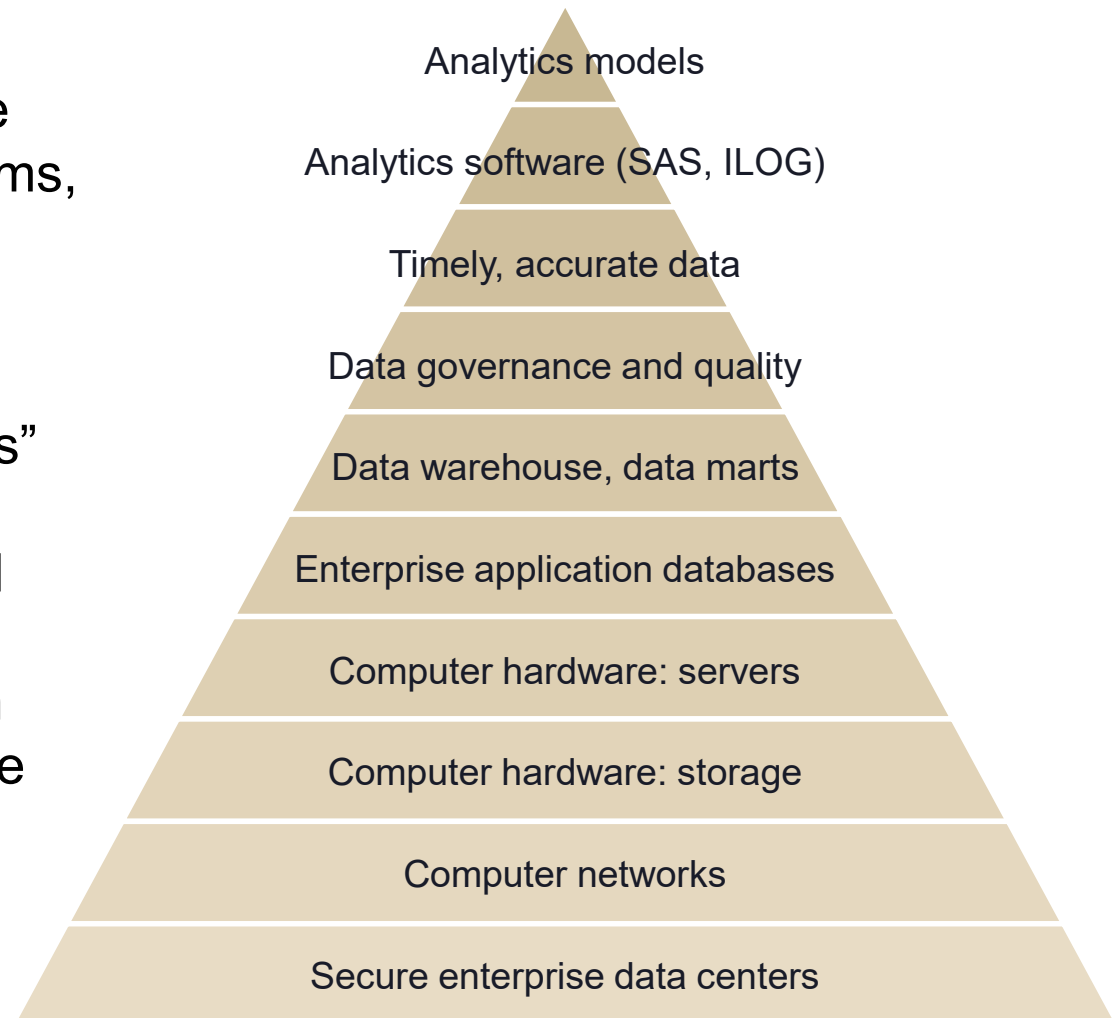 e
ms,
s”
Analytics models
Analytics software (SAS, ILOG)
Timely, accurate data
Data governance and quality
Data warehouse, data marts
Enterprise application databases
Computer hardware: servers
Computer hardware: storage
Computer networks
Secure enterprise data centers